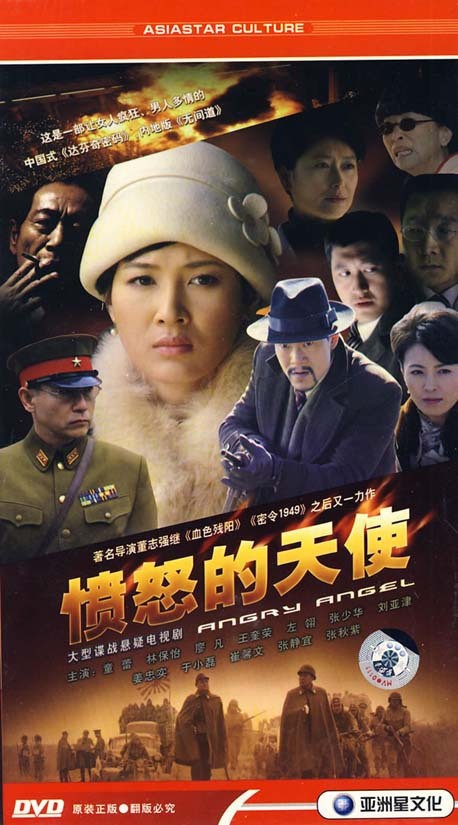 ASIASTAR CULTURE
这是一部让女人疯狂、男人多情的
中国式《达芬奇密码》 内地版《无间道》
著名导演董志强继《血色残阳》《密令1949》之后又一力作
愤怒的天使
ANGRY ANGEL
大型谍战悬疑电视剧
主演：童蕾 林保怡 廖凡 王奎荣 左翎 张少华 刘亚津
姜忠实 于小磊 崔馨文 张静宜 张秋紫
DVD 原装正版●翻版必究
亚洲星文化